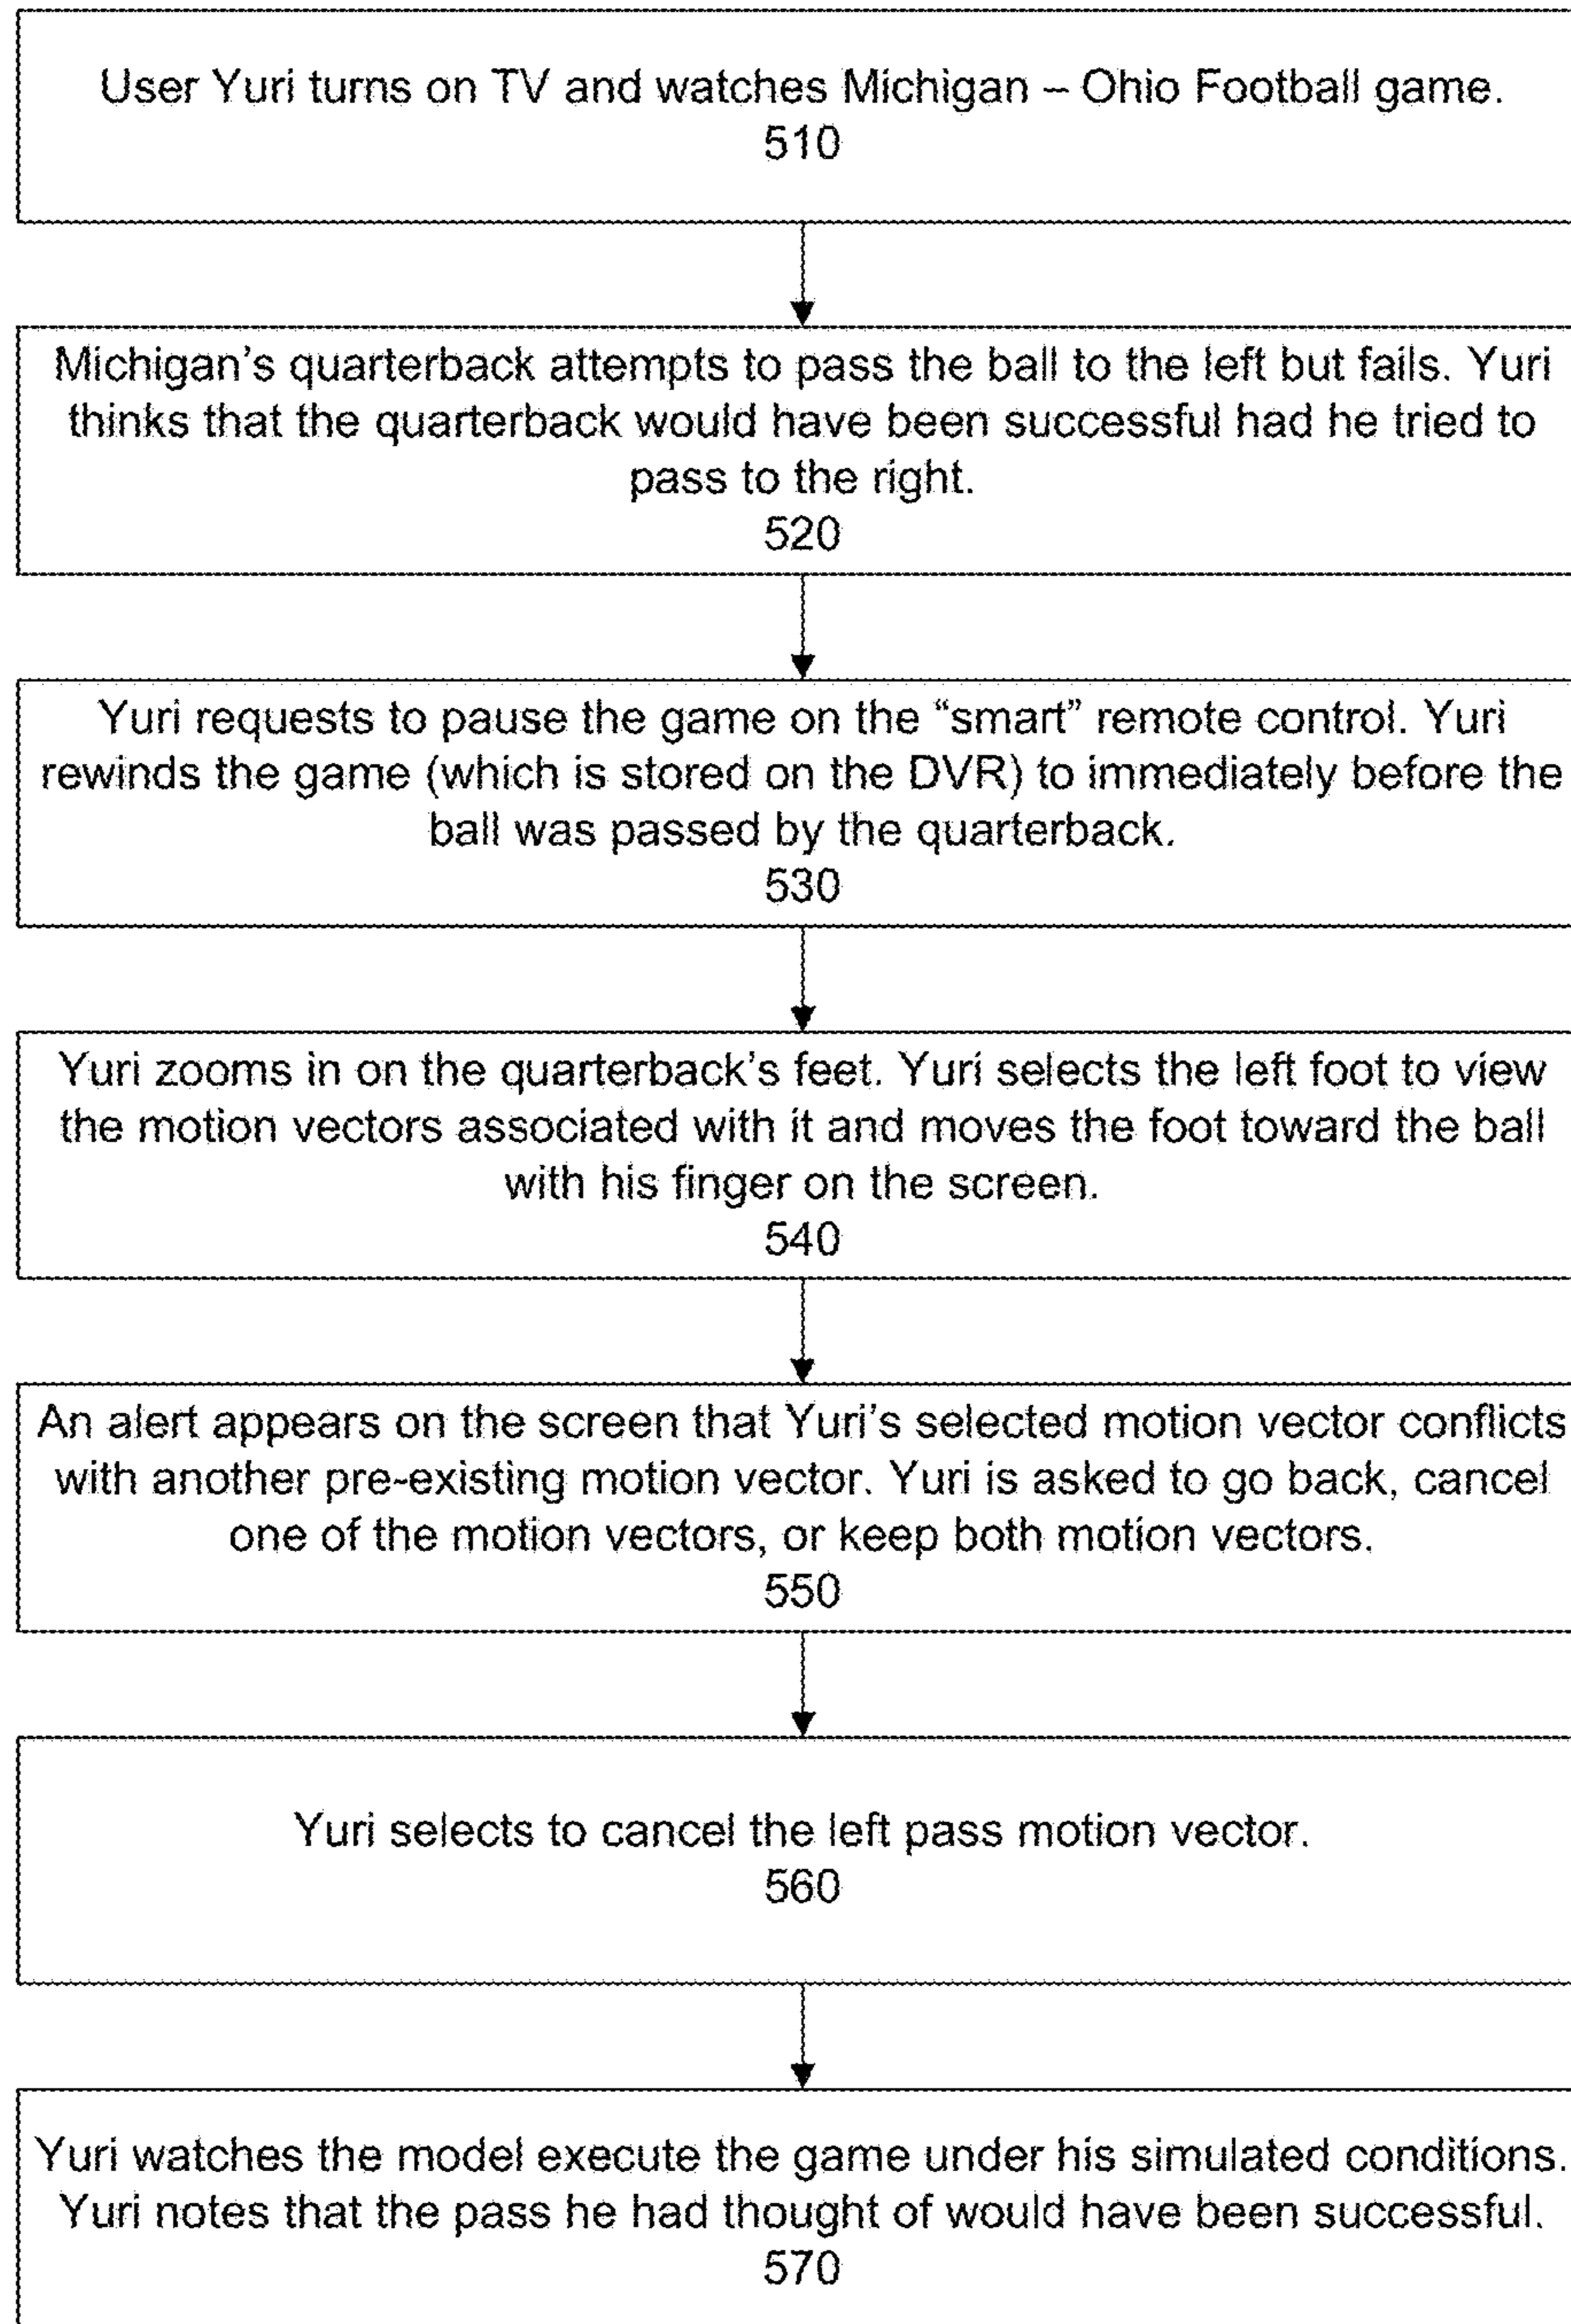 User Yuri turns on TV and watches Michigan – Ohio Football game.
510
Michigan's quarterback attempts to pass the ball to the left but fails. Yuri
thinks that the quarterback would have been successful had he tried to
pass to the right.
520
Yuri requests to pause the game on the “smart” remote control. Yuri
rewinds the game (which is stored on the DVR) to immediately before the
ball was passed by the quarterback.
530
Yuri zooms in on the quarterback's feet. Yuri selects the left foot to view
the motion vectors associated with it and moves the foot toward the ball
with his finger on the screen.
540
An alert appears on the screen that Yuri's selected motion vector conflicts
with another pre-existing motion vector. Yuri is asked to go back, cancel
one of the motion vectors, or keep both motion vectors.
550
Yuri selects to cancel the left pass motion vector.
560
Yuri watches the model execute the game under his simulated conditions.
Yuri notes that the pass he had thought of would have been successful.
570